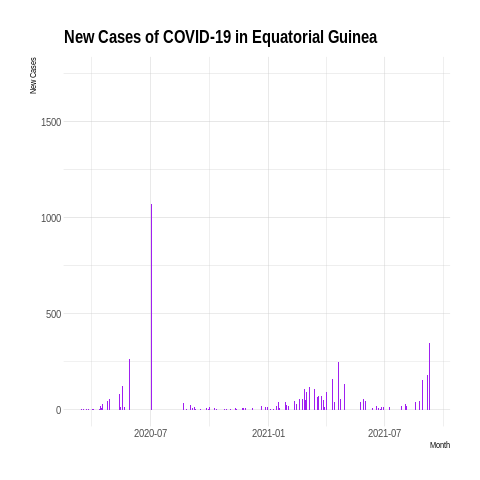 New Cases of COVID-19 in Equatorial Guinea
New Cases
1500
1000
500
0
2020-07
2021-01
2021-07
Month